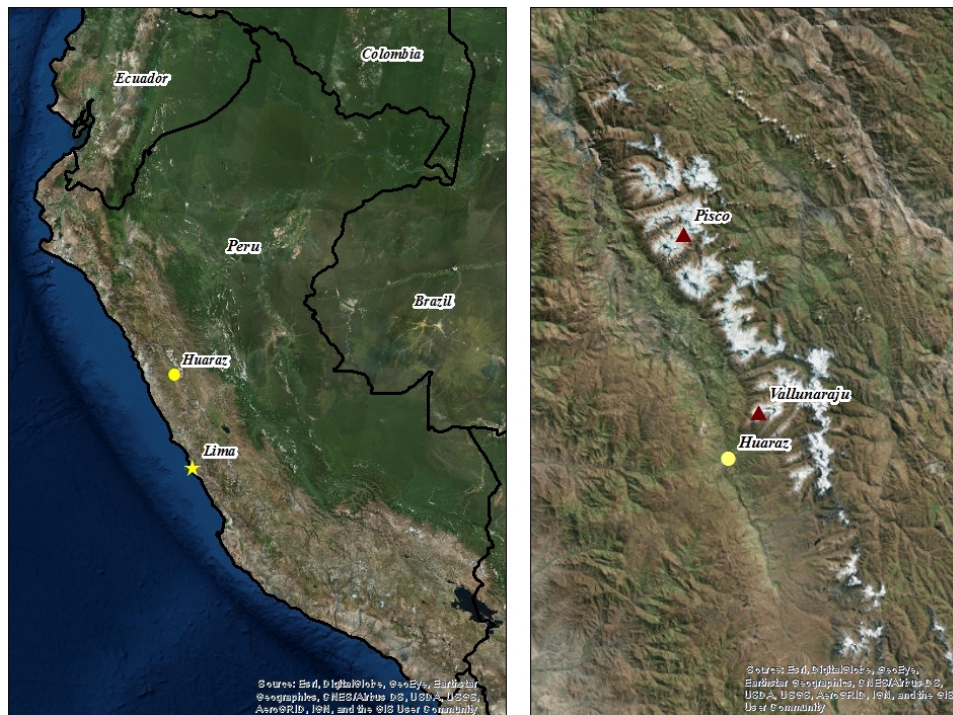 Colombia
Ecuador
Peru
Brazil
Huaraz
Lima
Source: Esri, DigitalGlobe, GeoEye, Earthstar
Geographics, CNES/Airbus DS, USDA, USGS,
AeroGRID, IGN, and the GIS User Community
Pisco
Vallunaraju
Huaraz
Source: Esri, DigitalGlobe, GeoEye,
Earthstar Geographics, CNES/Airbus DS,
USDA, USGS, AeroGRID, IGN, and the GIS
User Community